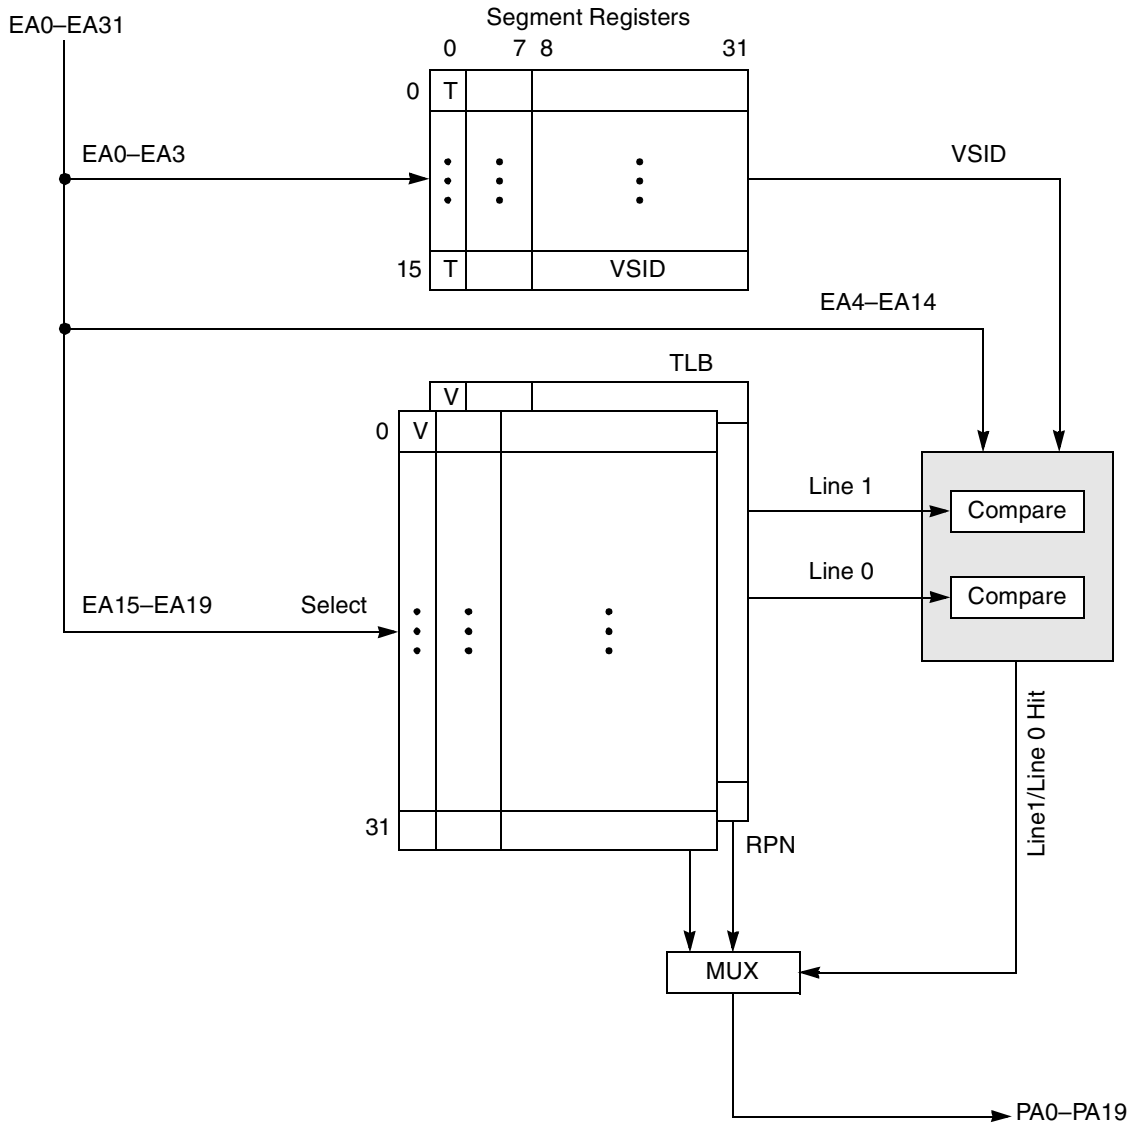 Segment Registers
EA0–EA31
0 7 8 31
0 T
EA0–EA3
VSID
15 T VSID
EA4–EA14
TLB
V
0 V
Line 1
Compare
Line 0
Compare
EA15–EA19 Select
Line1/Line 0 Hit
31
RPN
MUX
PA0–PA19